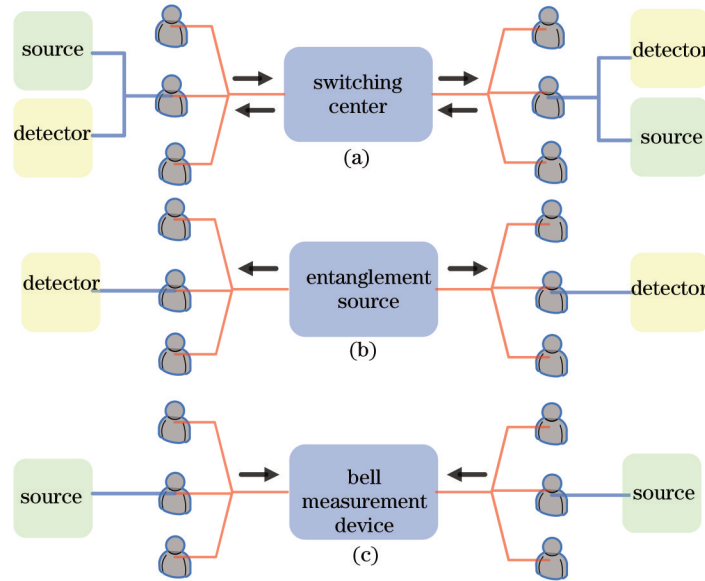 source
detector
switching
center
detector
source
(a)
detector
entanglement
source
detector
(b)
source
bell
measurement
device
source
(c)